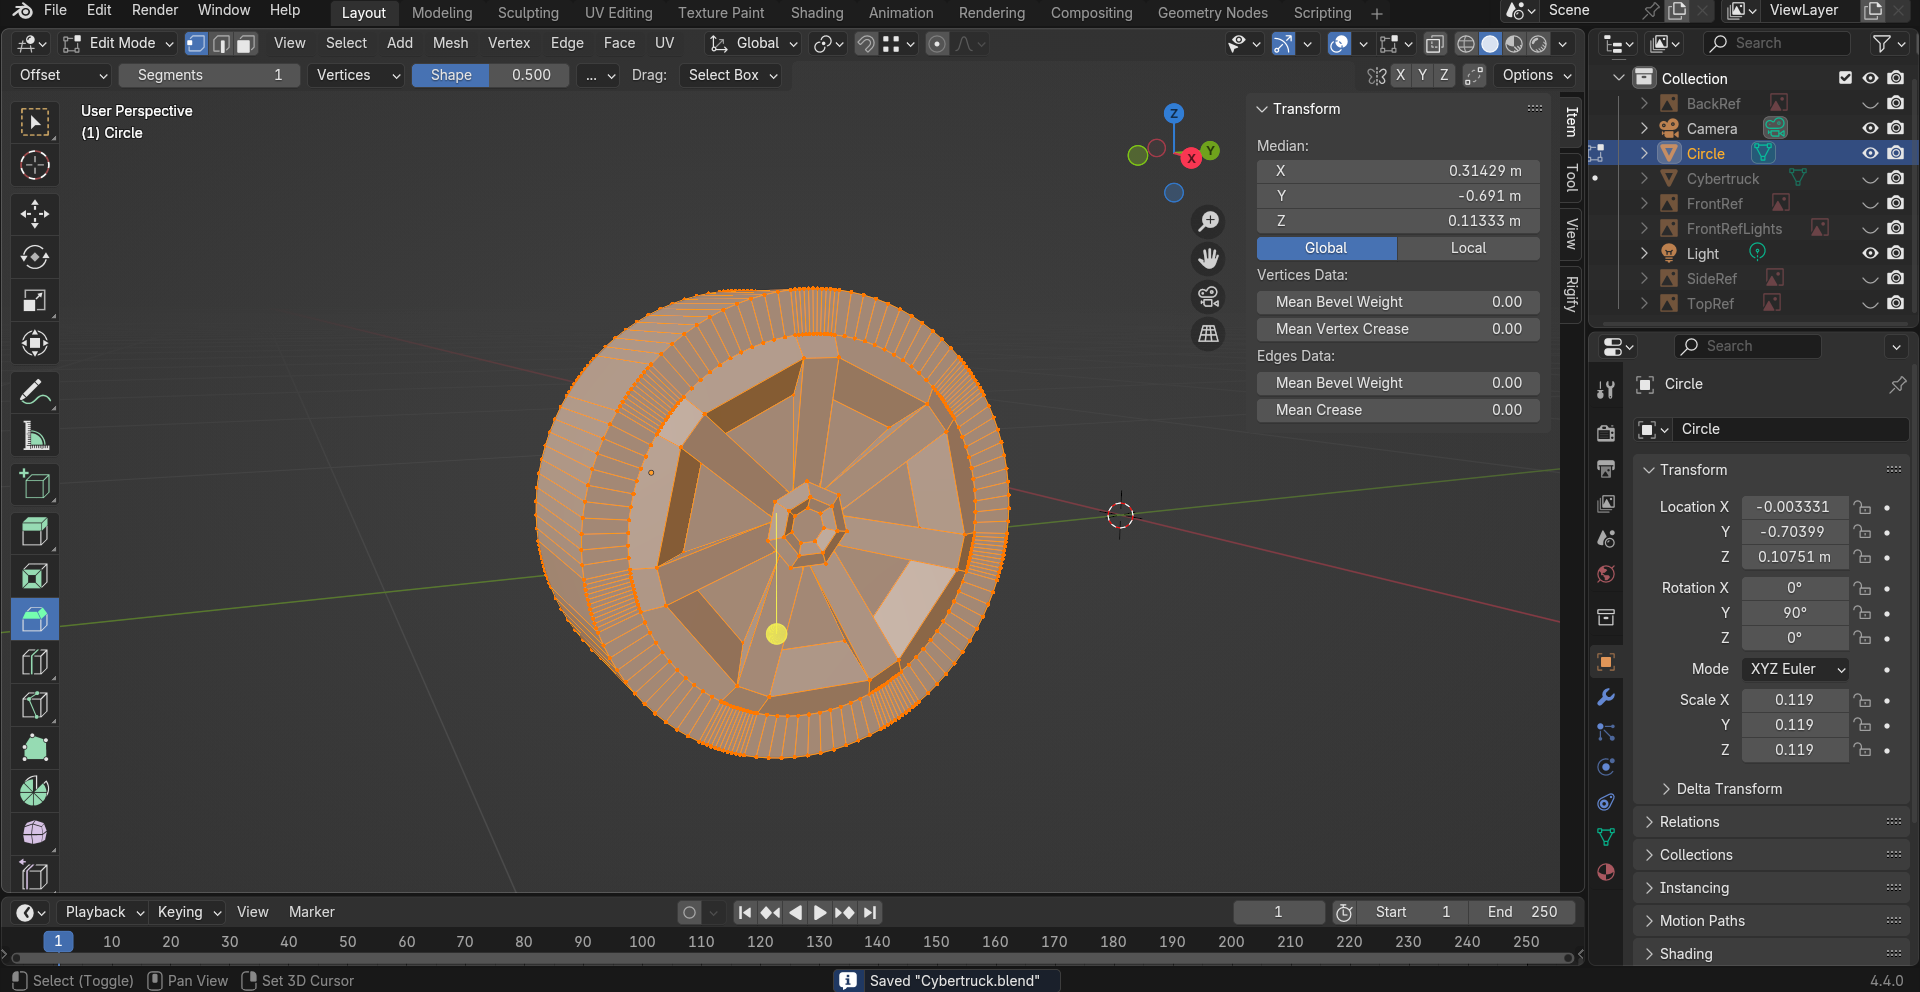 File Edit Render Window Help Layout Modeling Sculpting UV Editing Texture Paint Shading Animation Rendering Compositing Geometry Nodes Scripting + Scene ViewLayer
Edit Mode View Select Add Mesh Vertex Edge Face UV Global Search
Offset Segments 1 Vertices Shape 0.500 ... Drag: Select Box X Y Z Options
User Perspective
(1) Circle
Z
Y
X
Transform
Median:
X 0.31429 m
Y -0.691 m
Z 0.11333 m
Global Local
Vertices Data:
Mean Bevel Weight 0.00
Mean Vertex Crease 0.00
Edges Data:
Mean Bevel Weight 0.00
Mean Crease 0.00
Item
Tool
View
Rigify
Collection
BackRef
Camera
Circle
Cybertruck
FrontRef
FrontRefLights
Light
SideRef
TopRef
Search
Circle
Circle
Transform
Location X -0.003331
Y -0.70399
Z 0.10751 m
Rotation X 0°
Y 90°
Z 0°
Mode XYZ Euler
Scale X 0.119
Y 0.119
Z 0.119
Delta Transform
Relations
Collections
Instancing
Motion Paths
Shading
Playback Keying View Marker 1 Start 1 End 250
1 10 20 30 40 50 60 70 80 90 100 110 120 130 140 150 160 170 180 190 200 210 220 230 240 250
Select (Toggle) Pan View Set 3D Cursor Saved "Cybertruck.blend" 4.4.0